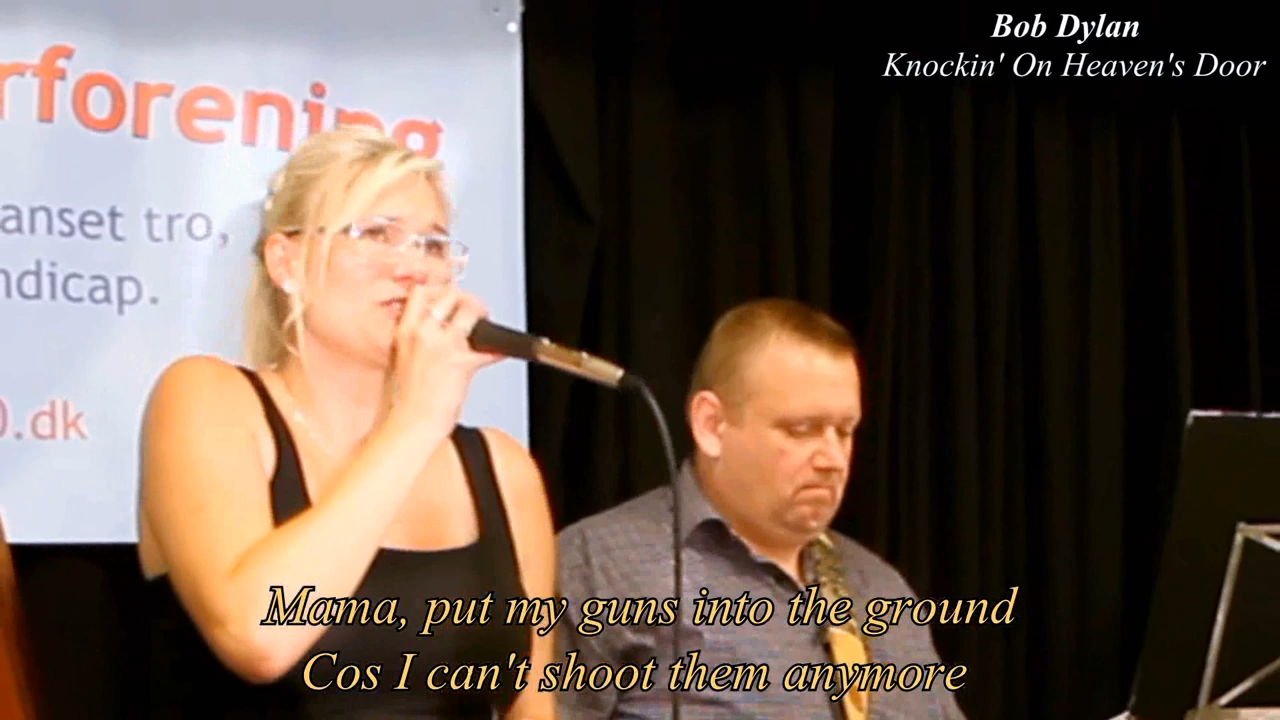 Bob Dylan
Knockin' On Heaven's Door
rforening
anset tro,
ndicap.
0.dk
Mama, put my guns into the ground
Cos I can't shoot them anymore